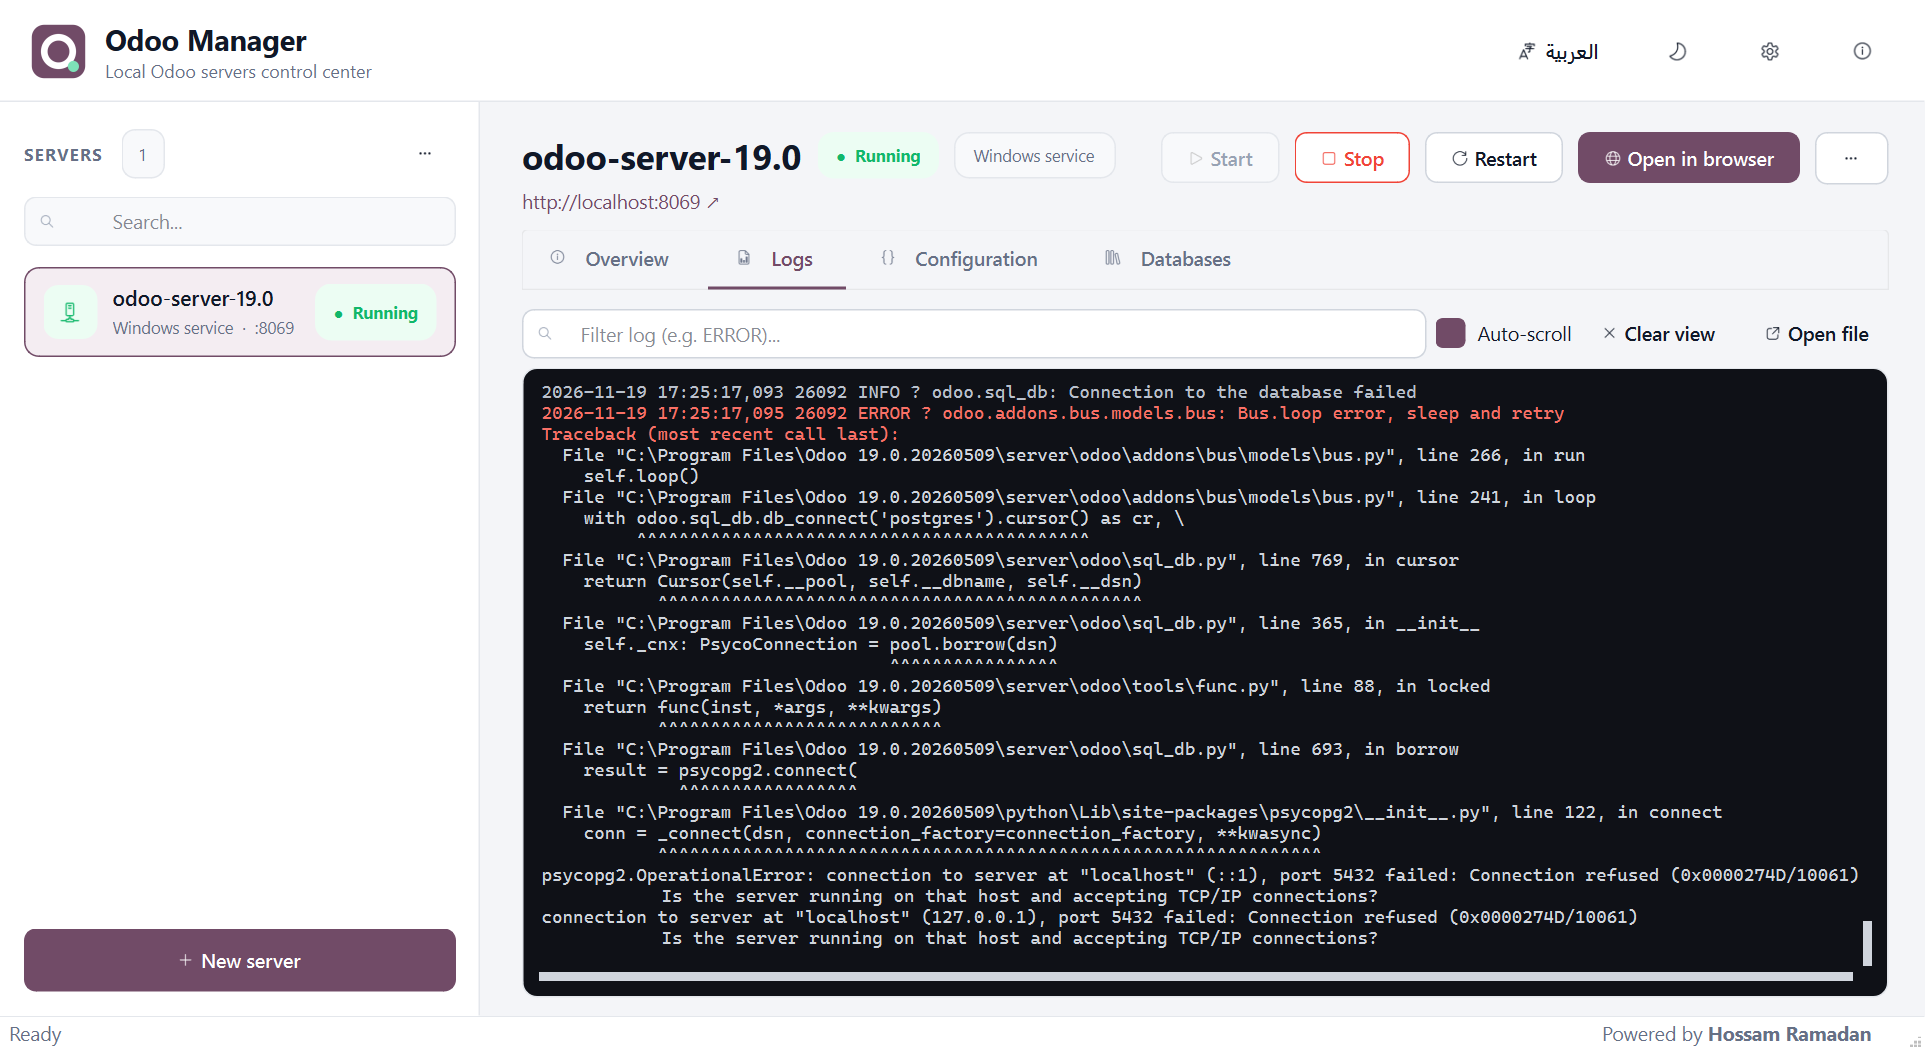 Odoo Manager
Local Odoo servers control center
العربية
SERVERS 1 ...
Search...
odoo-server-19.0
Windows service · :8069
● Running
+ New server
odoo-server-19.0 ● Running Windows service Start Stop Restart Open in browser ...
http://localhost:8069 ↗
Overview Logs {} Configuration Databases
Filter log (e.g. ERROR)... Auto-scroll × Clear view Open file
2026-11-19 17:25:17,093 26092 INFO ? odoo.sql_db: Connection to the database failed
2026-11-19 17:25:17,095 26092 ERROR ? odoo.addons.bus.models.bus: Bus.loop error, sleep and retry
Traceback (most recent call last):
  File "C:\Program Files\Odoo 19.0.20260509\server\odoo\addons\bus\models\bus.py", line 266, in run
    self.loop()
  File "C:\Program Files\Odoo 19.0.20260509\server\odoo\addons\bus\models\bus.py", line 241, in loop
    with odoo.sql_db.db_connect('postgres').cursor() as cr, \
         ^^^^^^^^^^^^^^^^^^^^^^^^^^^^^^^^^^^^^^^^^^^
  File "C:\Program Files\Odoo 19.0.20260509\server\odoo\sql_db.py", line 769, in cursor
    return Cursor(self.__pool, self.__dbname, self.__dsn)
           ^^^^^^^^^^^^^^^^^^^^^^^^^^^^^^^^^^^^^^^^^^^^^^
  File "C:\Program Files\Odoo 19.0.20260509\server\odoo\sql_db.py", line 365, in __init__
    self._cnx: PsycoConnection = pool.borrow(dsn)
                                 ^^^^^^^^^^^^^^^^
  File "C:\Program Files\Odoo 19.0.20260509\server\odoo\tools\func.py", line 88, in locked
    return func(inst, *args, **kwargs)
           ^^^^^^^^^^^^^^^^^^^^^^^^^^^
  File "C:\Program Files\Odoo 19.0.20260509\server\odoo\sql_db.py", line 693, in borrow
    result = psycopg2.connect(
             ^^^^^^^^^^^^^^^^^
  File "C:\Program Files\Odoo 19.0.20260509\python\Lib\site-packages\psycopg2\__init__.py", line 122, in connect
    conn = _connect(dsn, connection_factory=connection_factory, **kwasync)
           ^^^^^^^^^^^^^^^^^^^^^^^^^^^^^^^^^^^^^^^^^^^^^^^^^^^^^^^^^^^^^^^
psycopg2.OperationalError: connection to server at "localhost" (::1), port 5432 failed: Connection refused (0x0000274D/10061)
	Is the server running on that host and accepting TCP/IP connections?
connection to server at "localhost" (127.0.0.1), port 5432 failed: Connection refused (0x0000274D/10061)
	Is the server running on that host and accepting TCP/IP connections?
Ready
Powered by Hossam Ramadan